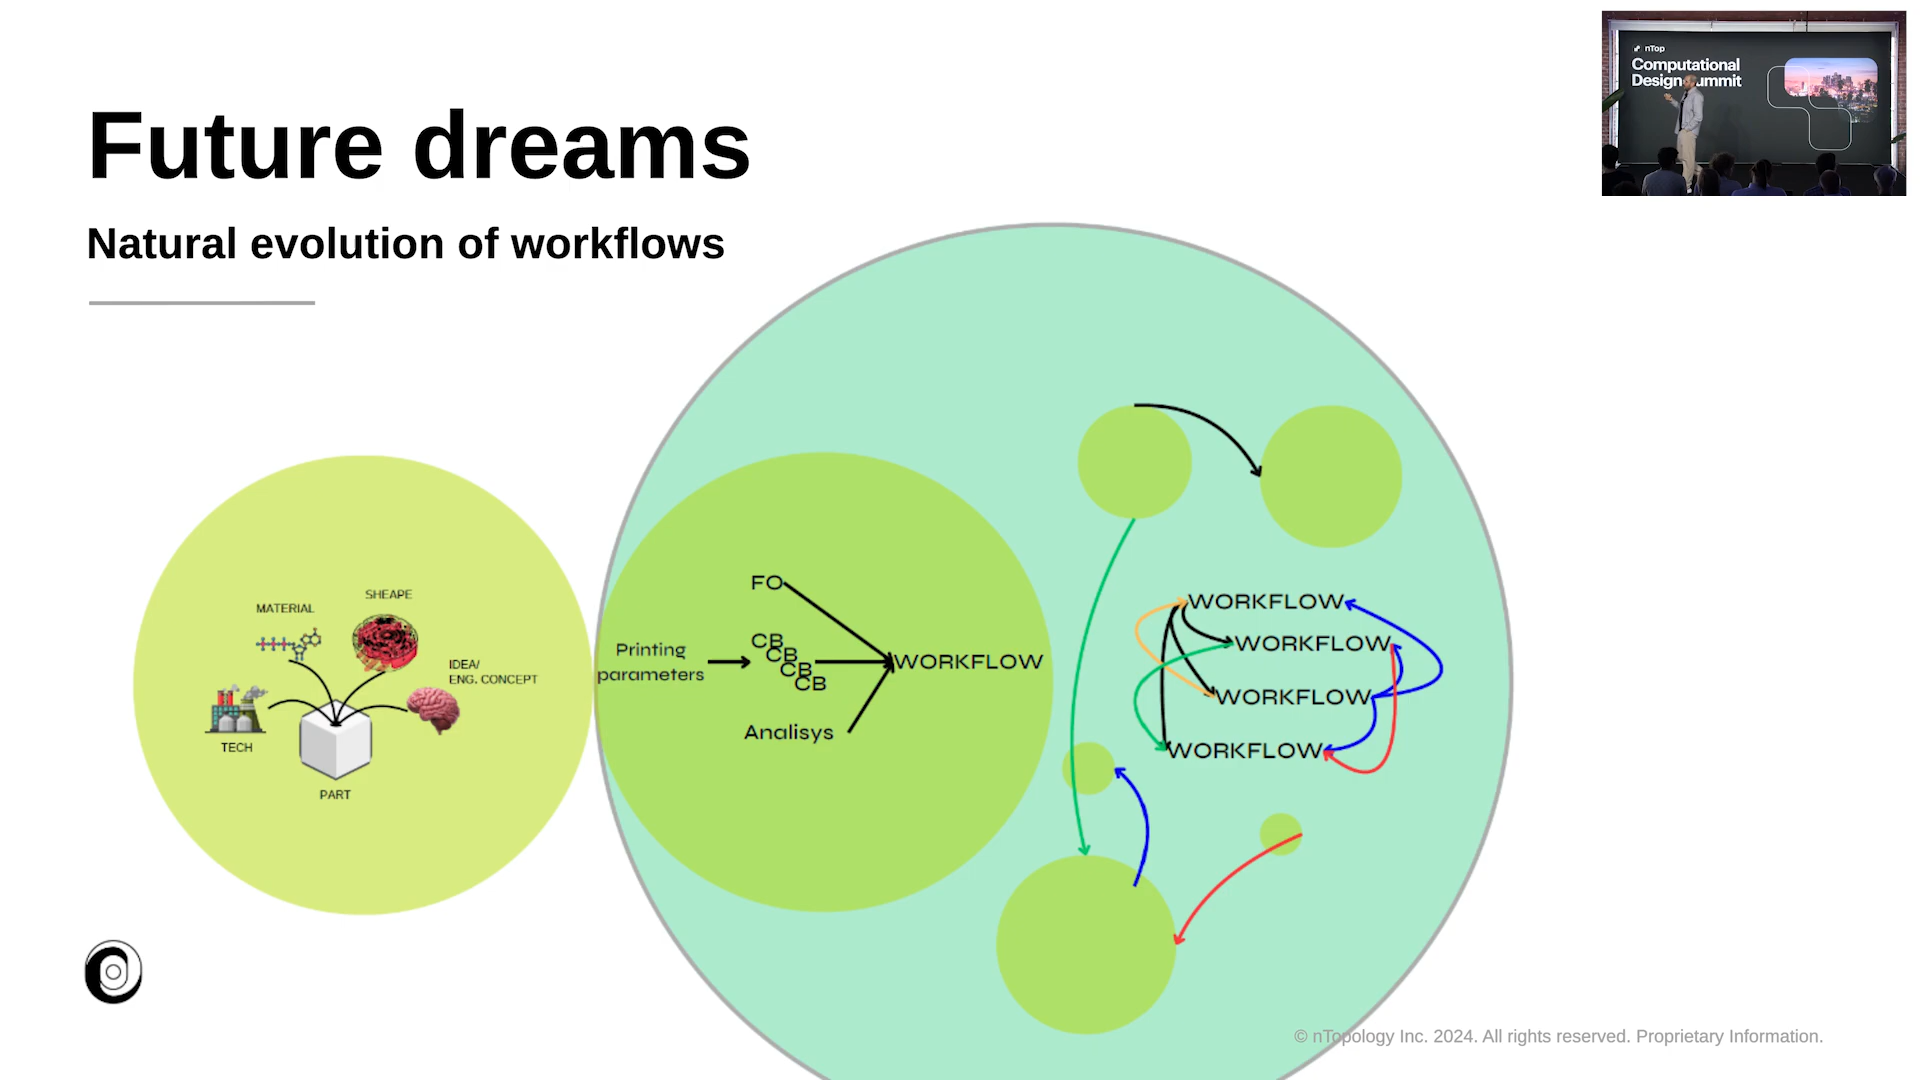 nTop
Computational
Design
ummit
Future dreams
Natural evolution of workflows
SHEAPE
MATERIAL
IDEA/
ENG. CONCEPT
TECH
PART
FO
Printing
parameters
CB
CB
CB
CB
WORKFLOW
Analisys
WORKFLOW
WORKFLOW
WORKFLOW
WORKFLOW
© nTopology Inc. 2024. All rights reserved. Proprietary Information.